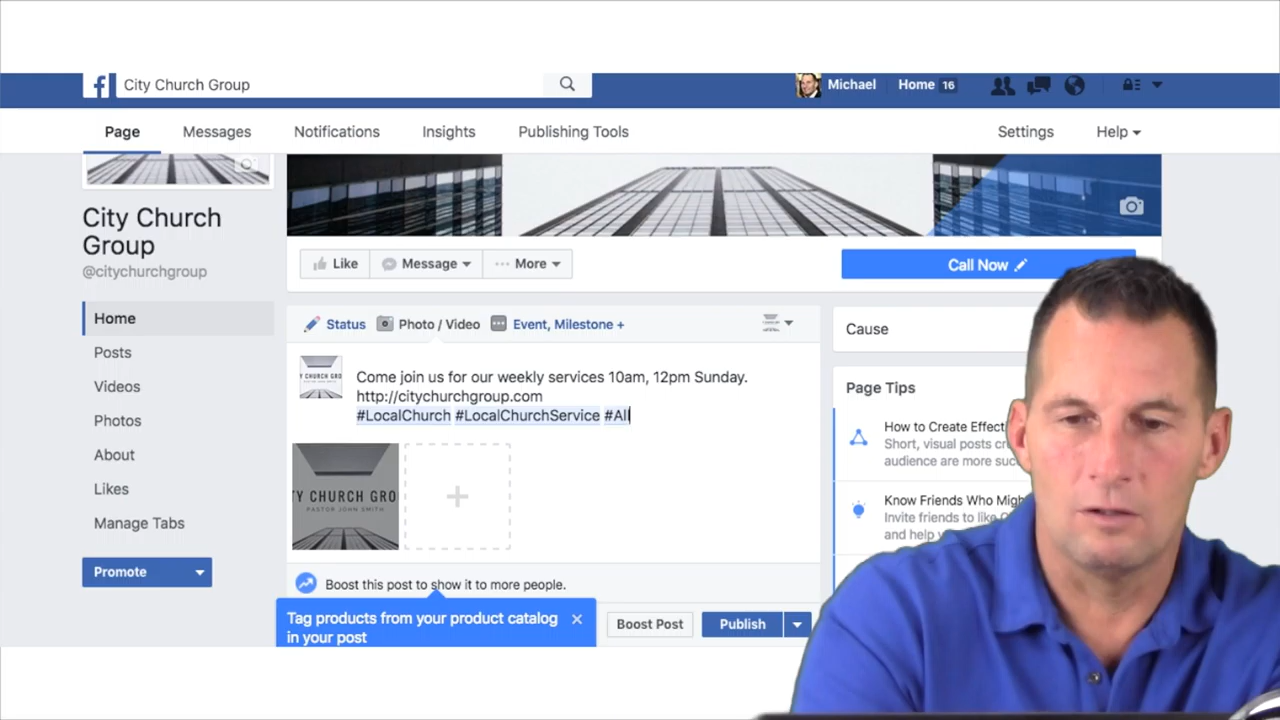 City Church Group
Michael
Home 16
Page Messages Notifications Insights Publishing Tools Settings Help
City Church
Group
@citychurchgroup
Like Message More Call Now
Home
Posts
Videos
Photos
About
Likes
Manage Tabs
Promote
Status Photo / Video Event, Milestone +
Come join us for our weekly services 10am, 12pm Sunday.
http://citychurchgroup.com
#LocalChurch #LocalChurchService #All
Y CHURCH GRO
PASTOR JOHN SMITH
Boost this post to show it to more people.
Tag products from your product catalog
in your post
Boost Post Publish
Cause
Page Tips
How to Create
Short, visual posts
audience are more
Know Friends Who
Invite friends to like
and help